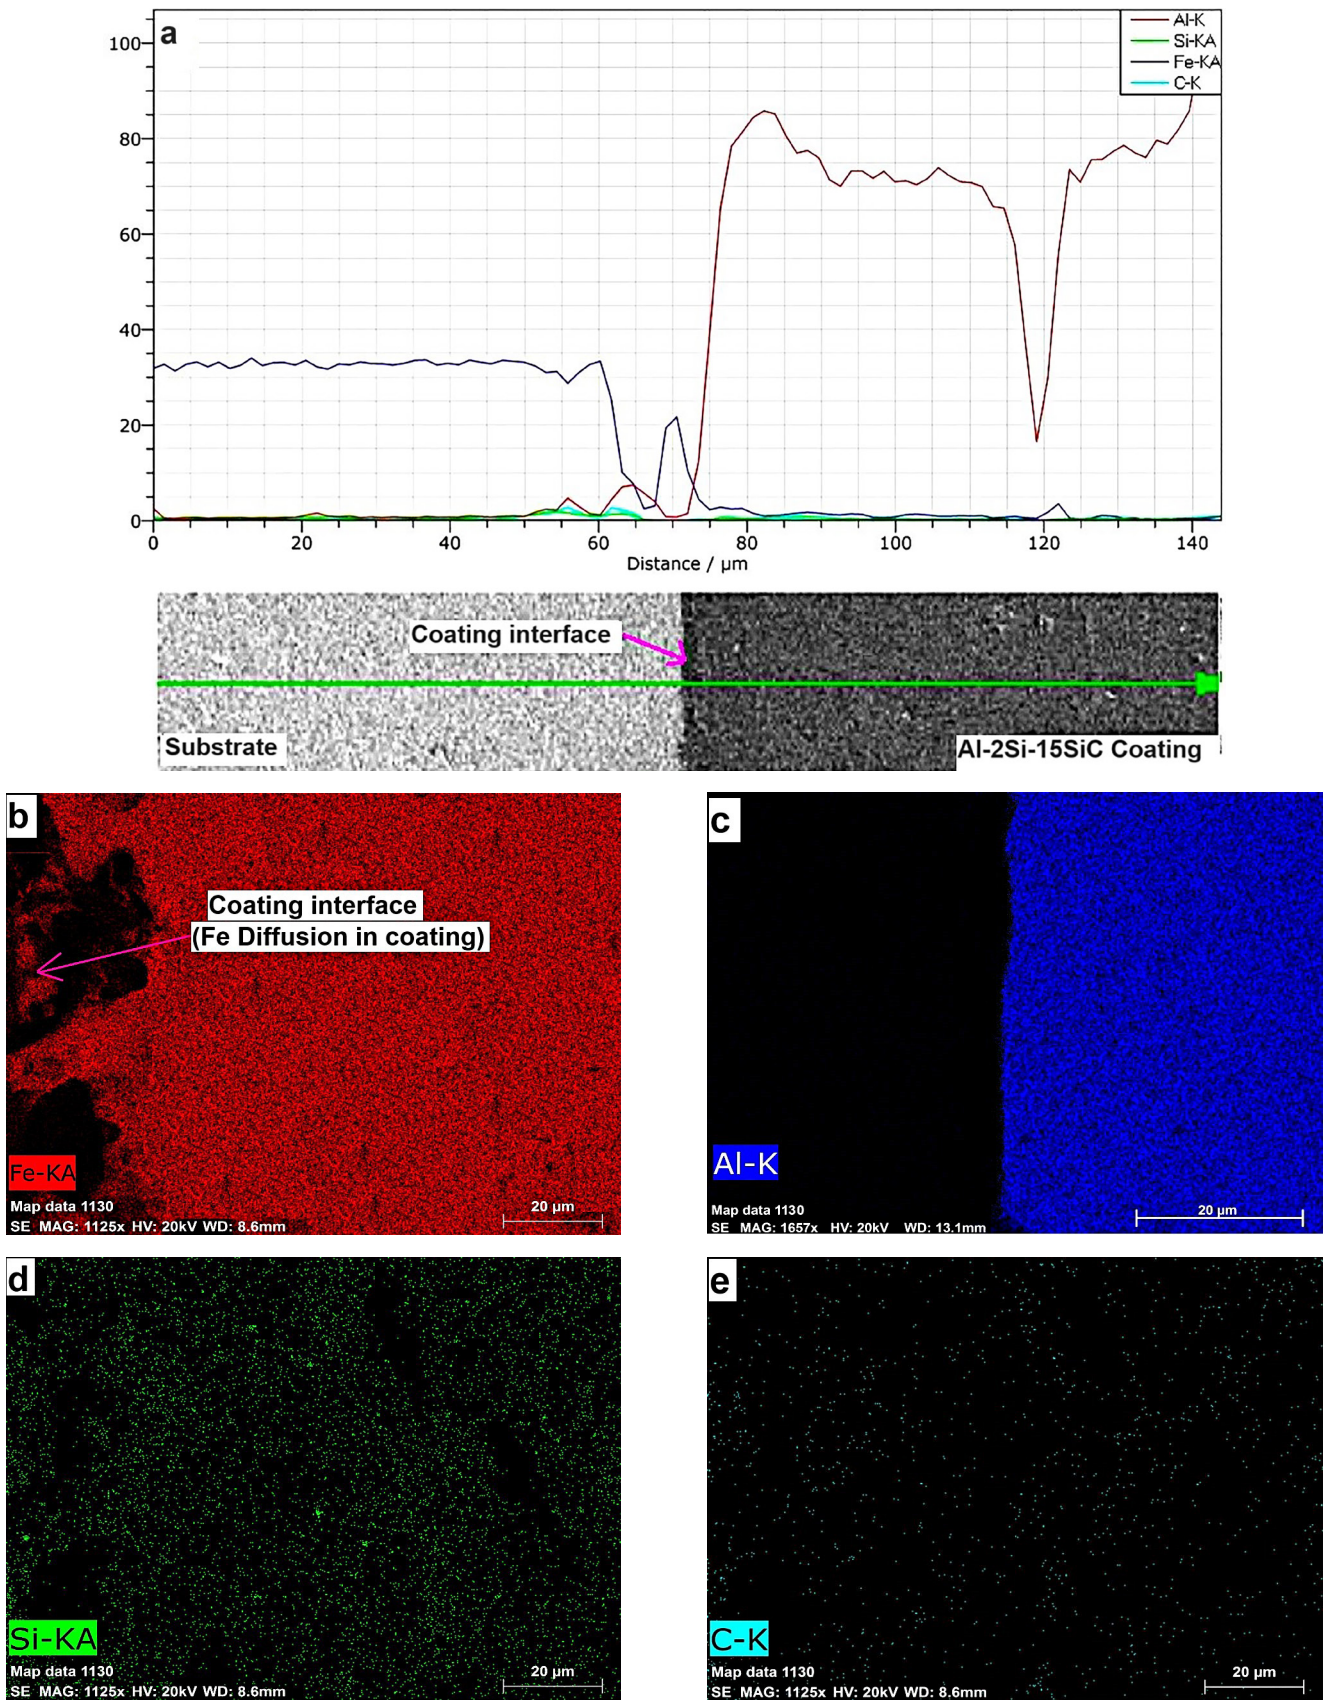 a
Al-K
Si-KA
Fe-KA
C-K
100
80
60
40
20
0
0 20 40 60 80 100 120 140
Distance / µm
Coating interface
Substrate
Al-2Si-15SiC Coating
b
Coating interface
(Fe Diffusion in coating)
Fe-KA
Map data 1130
SE MAG: 1125x HV: 20kV WD: 8.6mm
20 µm
c
Al-K
Map data 1130
SE MAG: 1657x HV: 20kV WD: 13.1mm
20 µm
d
Si-KA
Map data 1130
SE MAG: 1125x HV: 20kV WD: 8.6mm
20 µm
e
C-K
Map data 1130
SE MAG: 1125x HV: 20kV WD: 8.6mm
20 µm